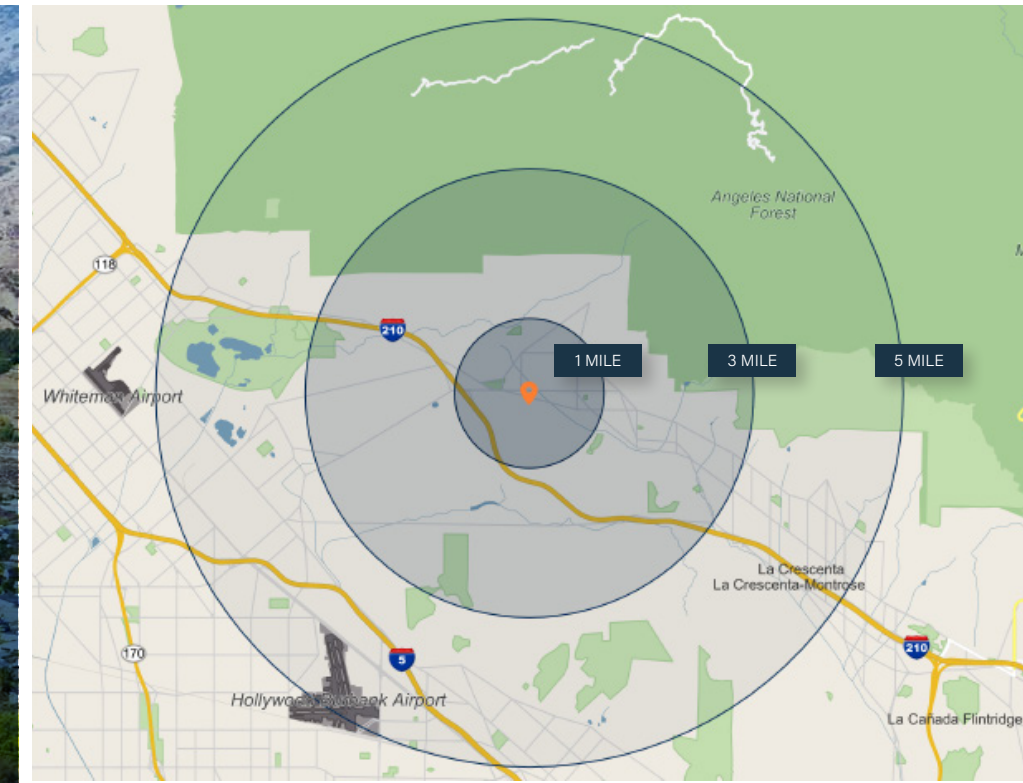 Angeles National
Forest
118
210
1 MILE
3 MILE
5 MILE
Whiteman Airport
La Crescenta
La Crescenta-Montrose
210
170
5
Hollywood Burbank Airport
La Cañada Flintridge